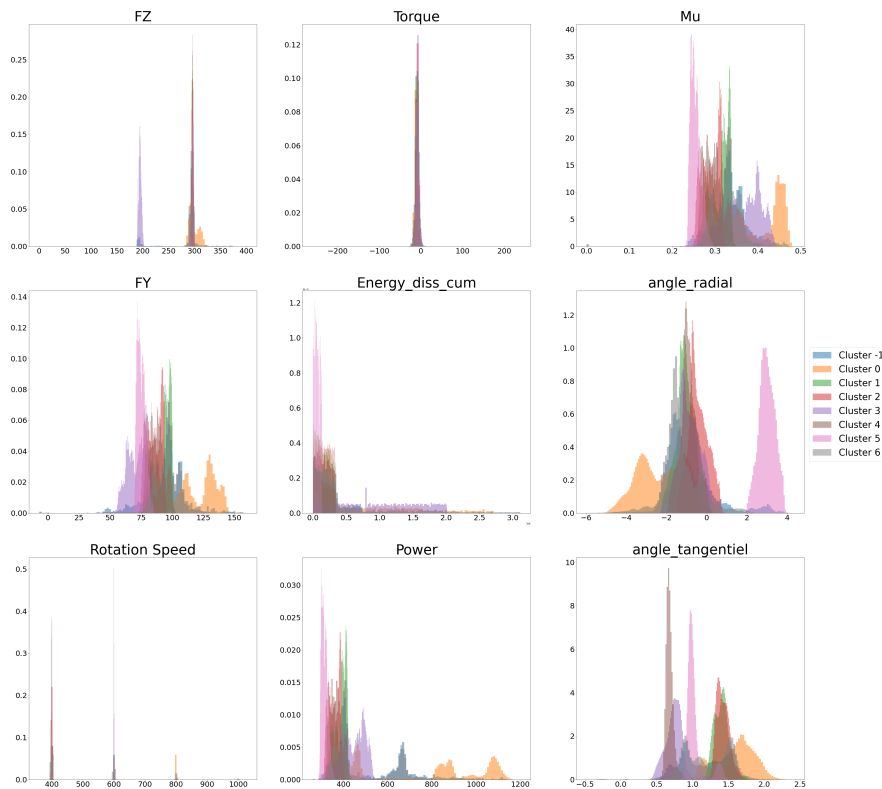 FZ Torque Mu
0.25 0.12 40
0.20 0.10 35
0.15 0.08 30
0.10 0.06 25
0.05 0.04 20
0.00 0.02 15
0.00 10
5
0
0 50 100 150 200 250 300 350 400
−200 −100 0 100 200
0.0 0.1 0.2 0.3 0.4 0.5
FY Energy_diss_cum angle_radial
0.14 1.2 1.2
0.12 1.0 1.0
0.10 0.8 0.8
0.08 0.6 0.6
0.06 0.4 0.4
0.04 0.2 0.2
0.02 0.0 0.0
0.00
0 25 50 75 100 125 150
0.0 0.5 1.0 1.5 2.0 2.5 3.0
−6 −4 −2 0 2 4
Cluster -1
Cluster 0
Cluster 1
Cluster 2
Cluster 3
Cluster 4
Cluster 5
Cluster 6
Rotation Speed Power angle_tangentiel
0.5 0.030 10
0.4 0.025 8
0.3 0.020 6
0.2 0.015 4
0.1 0.010 2
0.0 0.005 0
0.000
400 500 600 700 800 900 1000
400 600 800 1000 1200
−0.5 0.0 0.5 1.0 1.5 2.0 2.5